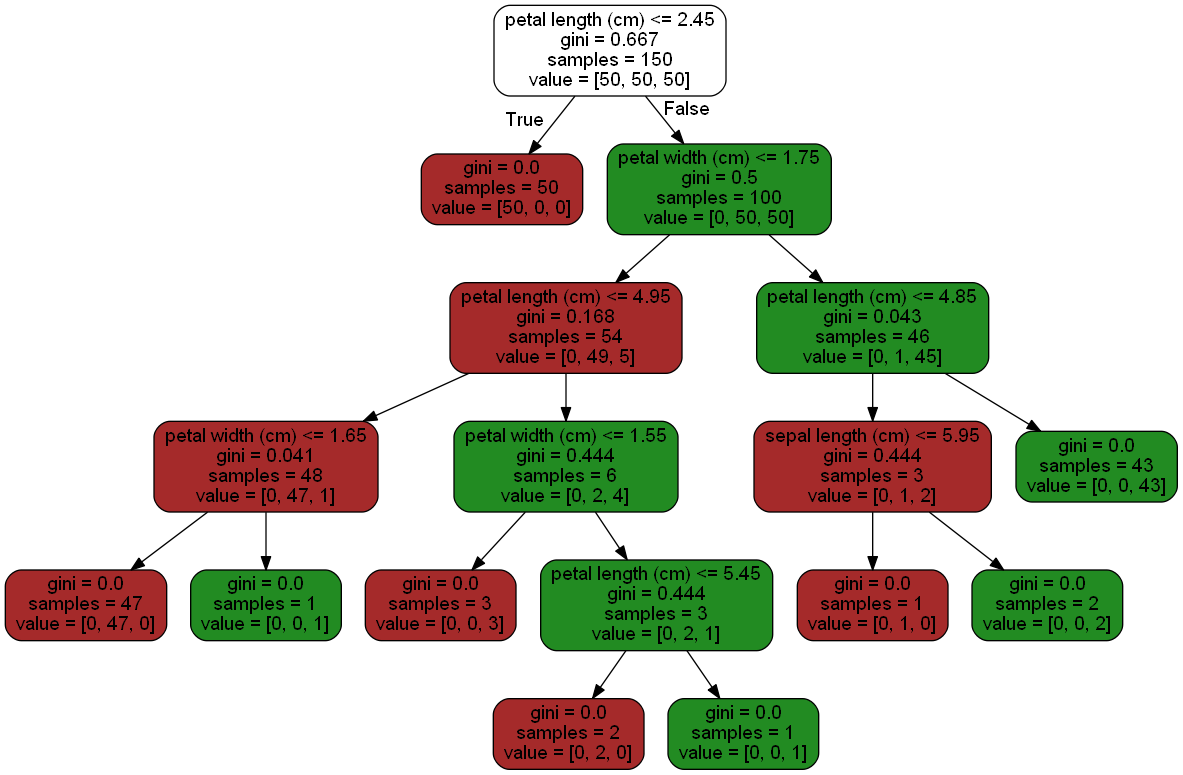 petal length (cm) <= 2.45
gini = 0.667
samples = 150
value = [50, 50, 50]
True
False
gini = 0.0
samples = 50
value = [50, 0, 0]
petal width (cm) <= 1.75
gini = 0.5
samples = 100
value = [0, 50, 50]
petal length (cm) <= 4.95
gini = 0.168
samples = 54
value = [0, 49, 5]
petal length (cm) <= 4.85
gini = 0.043
samples = 46
value = [0, 1, 45]
petal width (cm) <= 1.65
gini = 0.041
samples = 48
value = [0, 47, 1]
petal width (cm) <= 1.55
gini = 0.444
samples = 6
value = [0, 2, 4]
sepal length (cm) <= 5.95
gini = 0.444
samples = 3
value = [0, 1, 2]
gini = 0.0
samples = 43
value = [0, 0, 43]
gini = 0.0
samples = 47
value = [0, 47, 0]
gini = 0.0
samples = 1
value = [0, 0, 1]
gini = 0.0
samples = 3
value = [0, 0, 3]
petal length (cm) <= 5.45
gini = 0.444
samples = 3
value = [0, 2, 1]
gini = 0.0
samples = 1
value = [0, 1, 0]
gini = 0.0
samples = 2
value = [0, 0, 2]
gini = 0.0
samples = 2
value = [0, 2, 0]
gini = 0.0
samples = 1
value = [0, 0, 1]